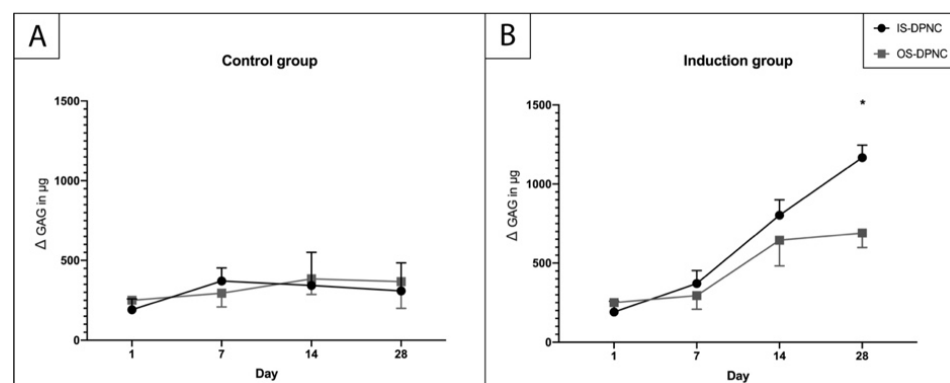 A
Control group
Δ GAG in µg
1500
1000
500
0
1 7 14 28
Day
B
Induction group
IS-DPNC
OS-DPNC
Δ GAG in µg
1500
1000
500
0
*
1 7 14 28
Day